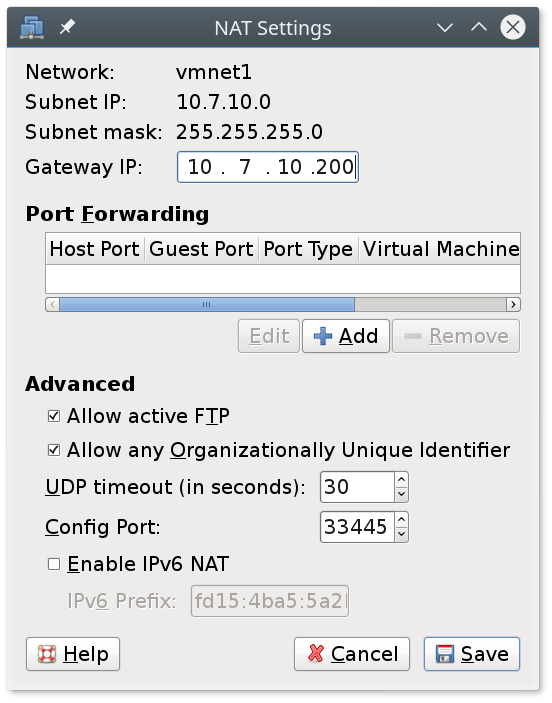 NAT Settings
Network: vmnet1
Subnet IP: 10.7.10.0
Subnet mask: 255.255.255.0
Gateway IP: 10 . 7 . 10 .200
Port Forwarding
Host Port Guest Port Port Type Virtual Machine
Edit Add Remove
Advanced
Allow active FTP
Allow any Organizationally Unique Identifier
UDP timeout (in seconds): 30
Config Port: 33445
Enable IPv6 NAT
IPv6 Prefix: fd15:4ba5:5a2
Help Cancel Save